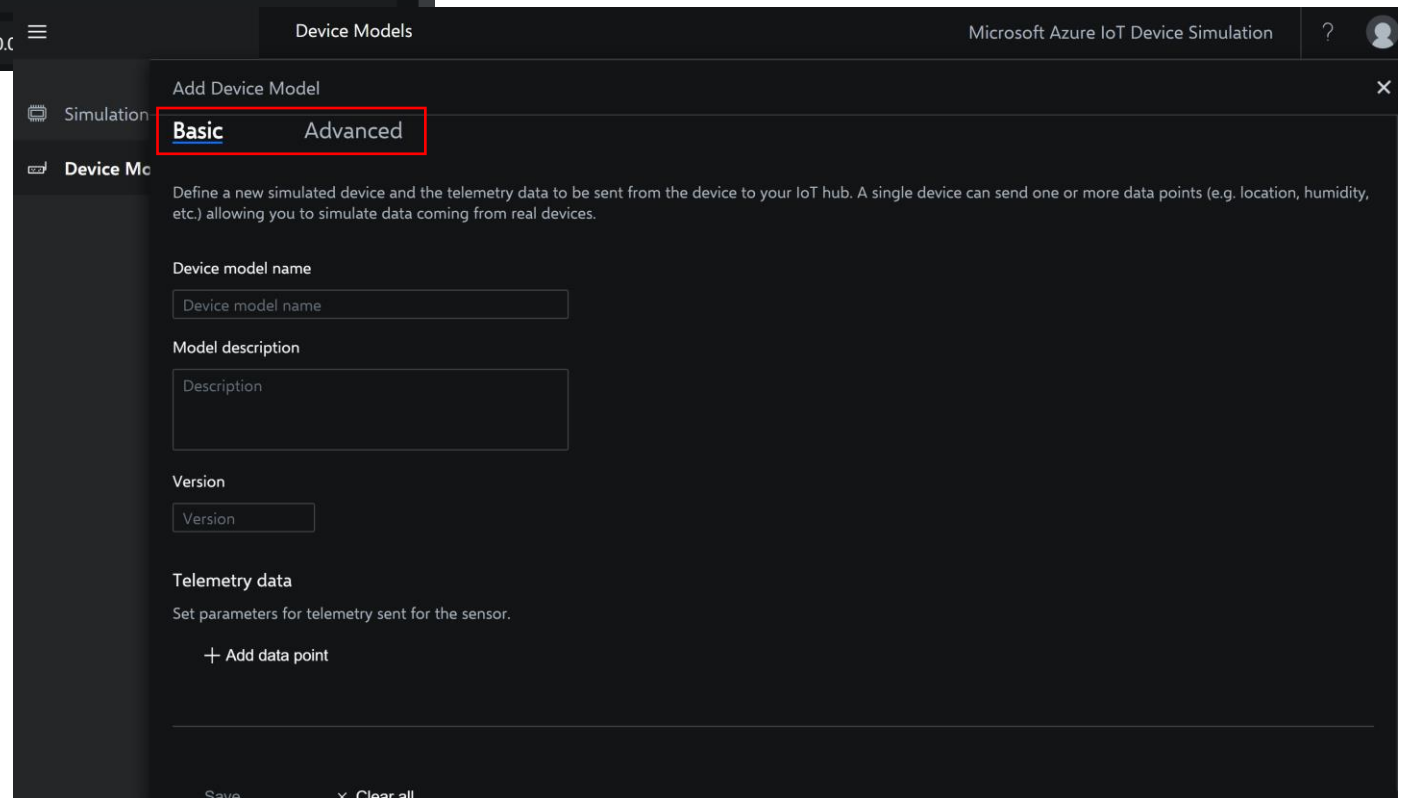 Device Models
Microsoft Azure IoT Device Simulation
?
Add Device Model
Simulation
Basic
Advanced
Device Mo
Define a new simulated device and the telemetry data to be sent from the device to your IoT hub. A single device can send one or more data points (e.g. location, humidity,
etc.) allowing you to simulate data coming from real devices.
Device model name
Device model name
Model description
Description
Version
Version
Telemetry data
Set parameters for telemetry sent for the sensor.
+ Add data point
Save
× Clear all